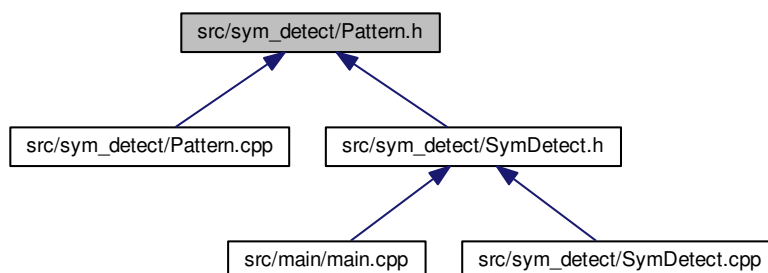 src/sym_detect/Pattern.h
src/sym_detect/Pattern.cpp
src/sym_detect/SymDetect.h
src/main/main.cpp
src/sym_detect/SymDetect.cpp